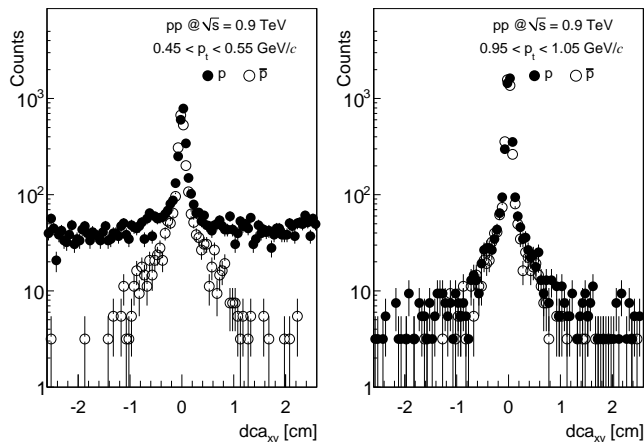 pp @ √s = 0.9 TeV
0.45 < pₜ < 0.55 GeV/c
p p̅
Counts
10³
10²
10
1
-2 -1 0 1 2
dca_xy [cm]
pp @ √s = 0.9 TeV
0.95 < pₜ < 1.05 GeV/c
p p̅
Counts
10³
10²
10
1
-2 -1 0 1 2
dca_xy [cm]